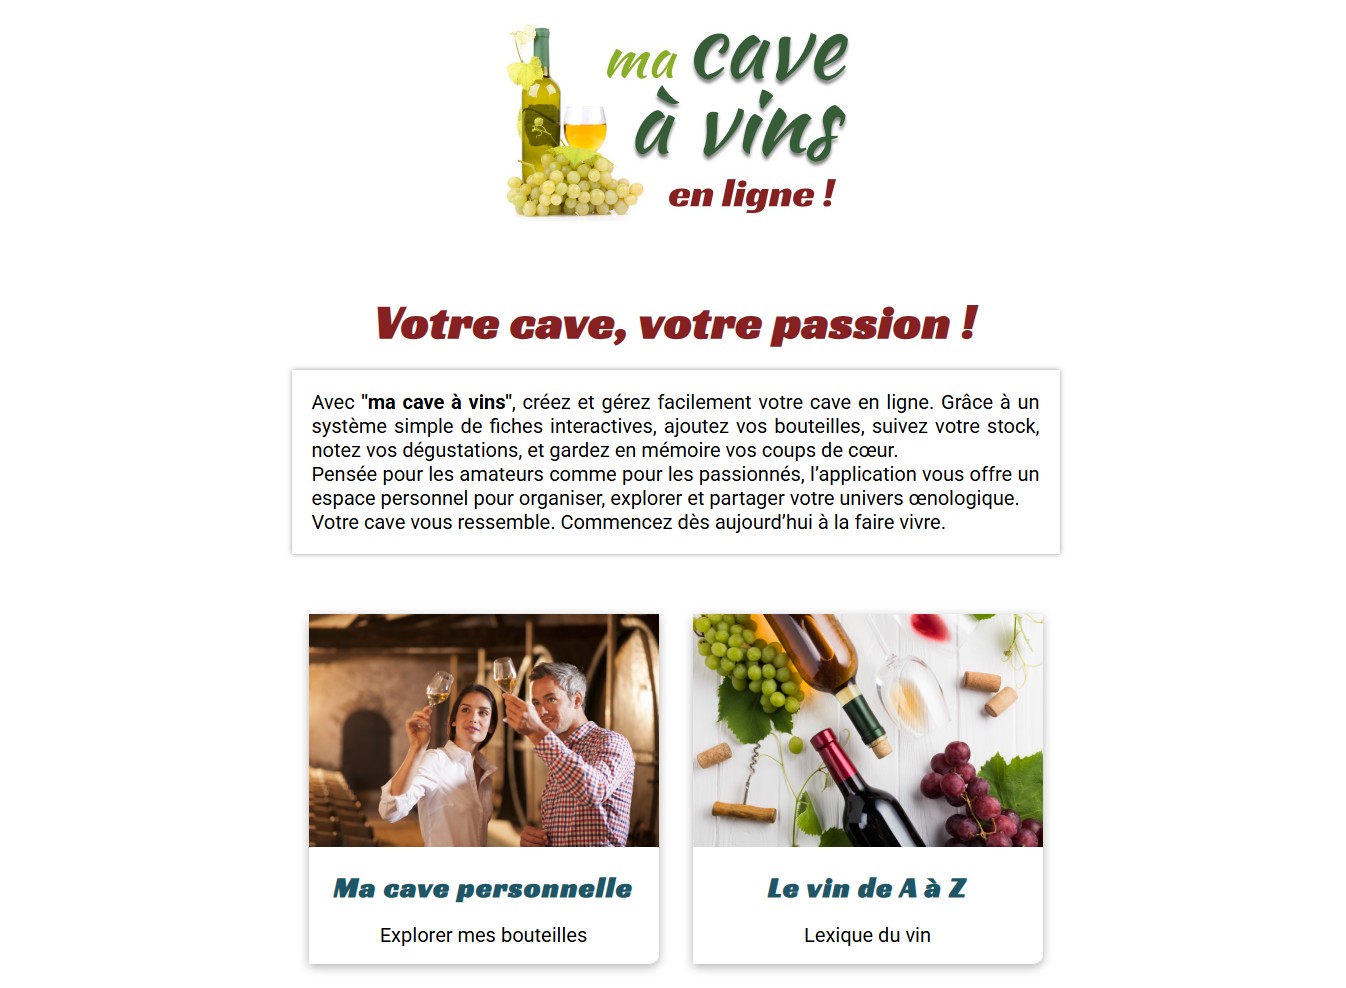 ma cave
à vins
en ligne !
Votre cave, votre passion !
Avec "ma cave à vins", créez et gérez facilement votre cave en ligne. Grâce à un
système simple de fiches interactives, ajoutez vos bouteilles, suivez votre stock,
notez vos dégustations, et gardez en mémoire vos coups de cœur.
Pensée pour les amateurs comme pour les passionnés, l’application vous offre un
espace personnel pour organiser, explorer et partager votre univers œnologique.
Votre cave vous ressemble. Commencez dès aujourd’hui à la faire vivre.
Ma cave personnelle
Explorer mes bouteilles
Le vin de A à Z
Lexique du vin